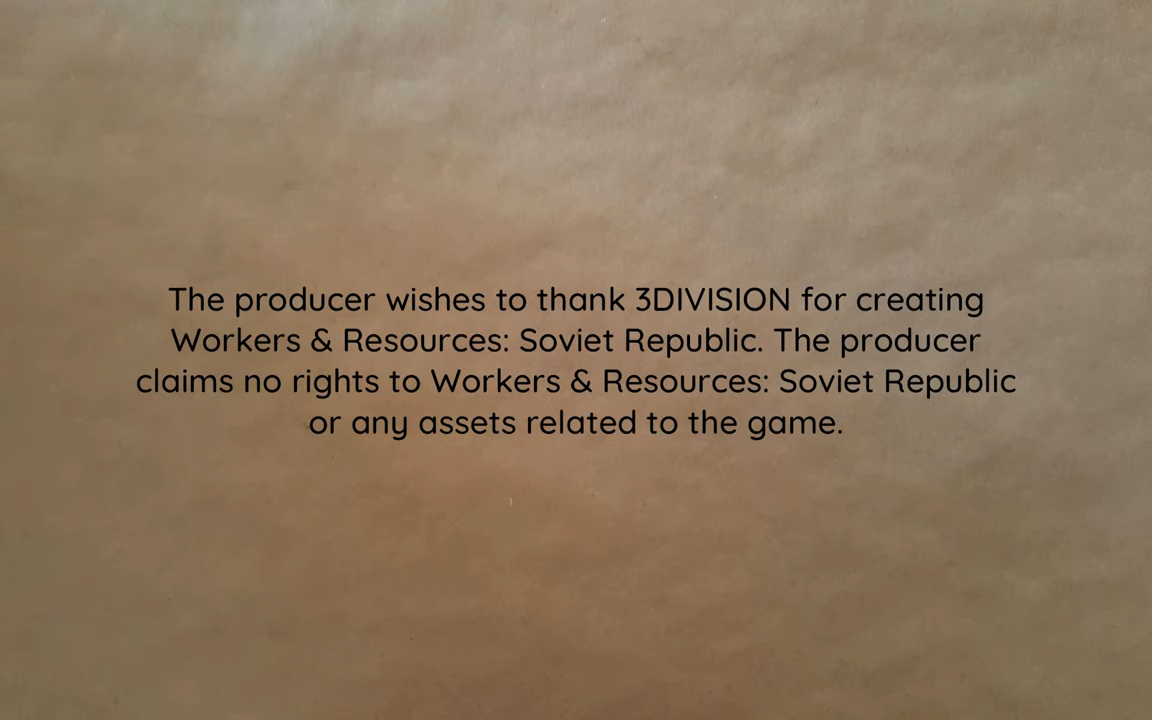 The producer wishes to thank 3DIVISION for creating
Workers & Resources: Soviet Republic. The producer
claims no rights to Workers & Resources: Soviet Republic
or any assets related to the game.